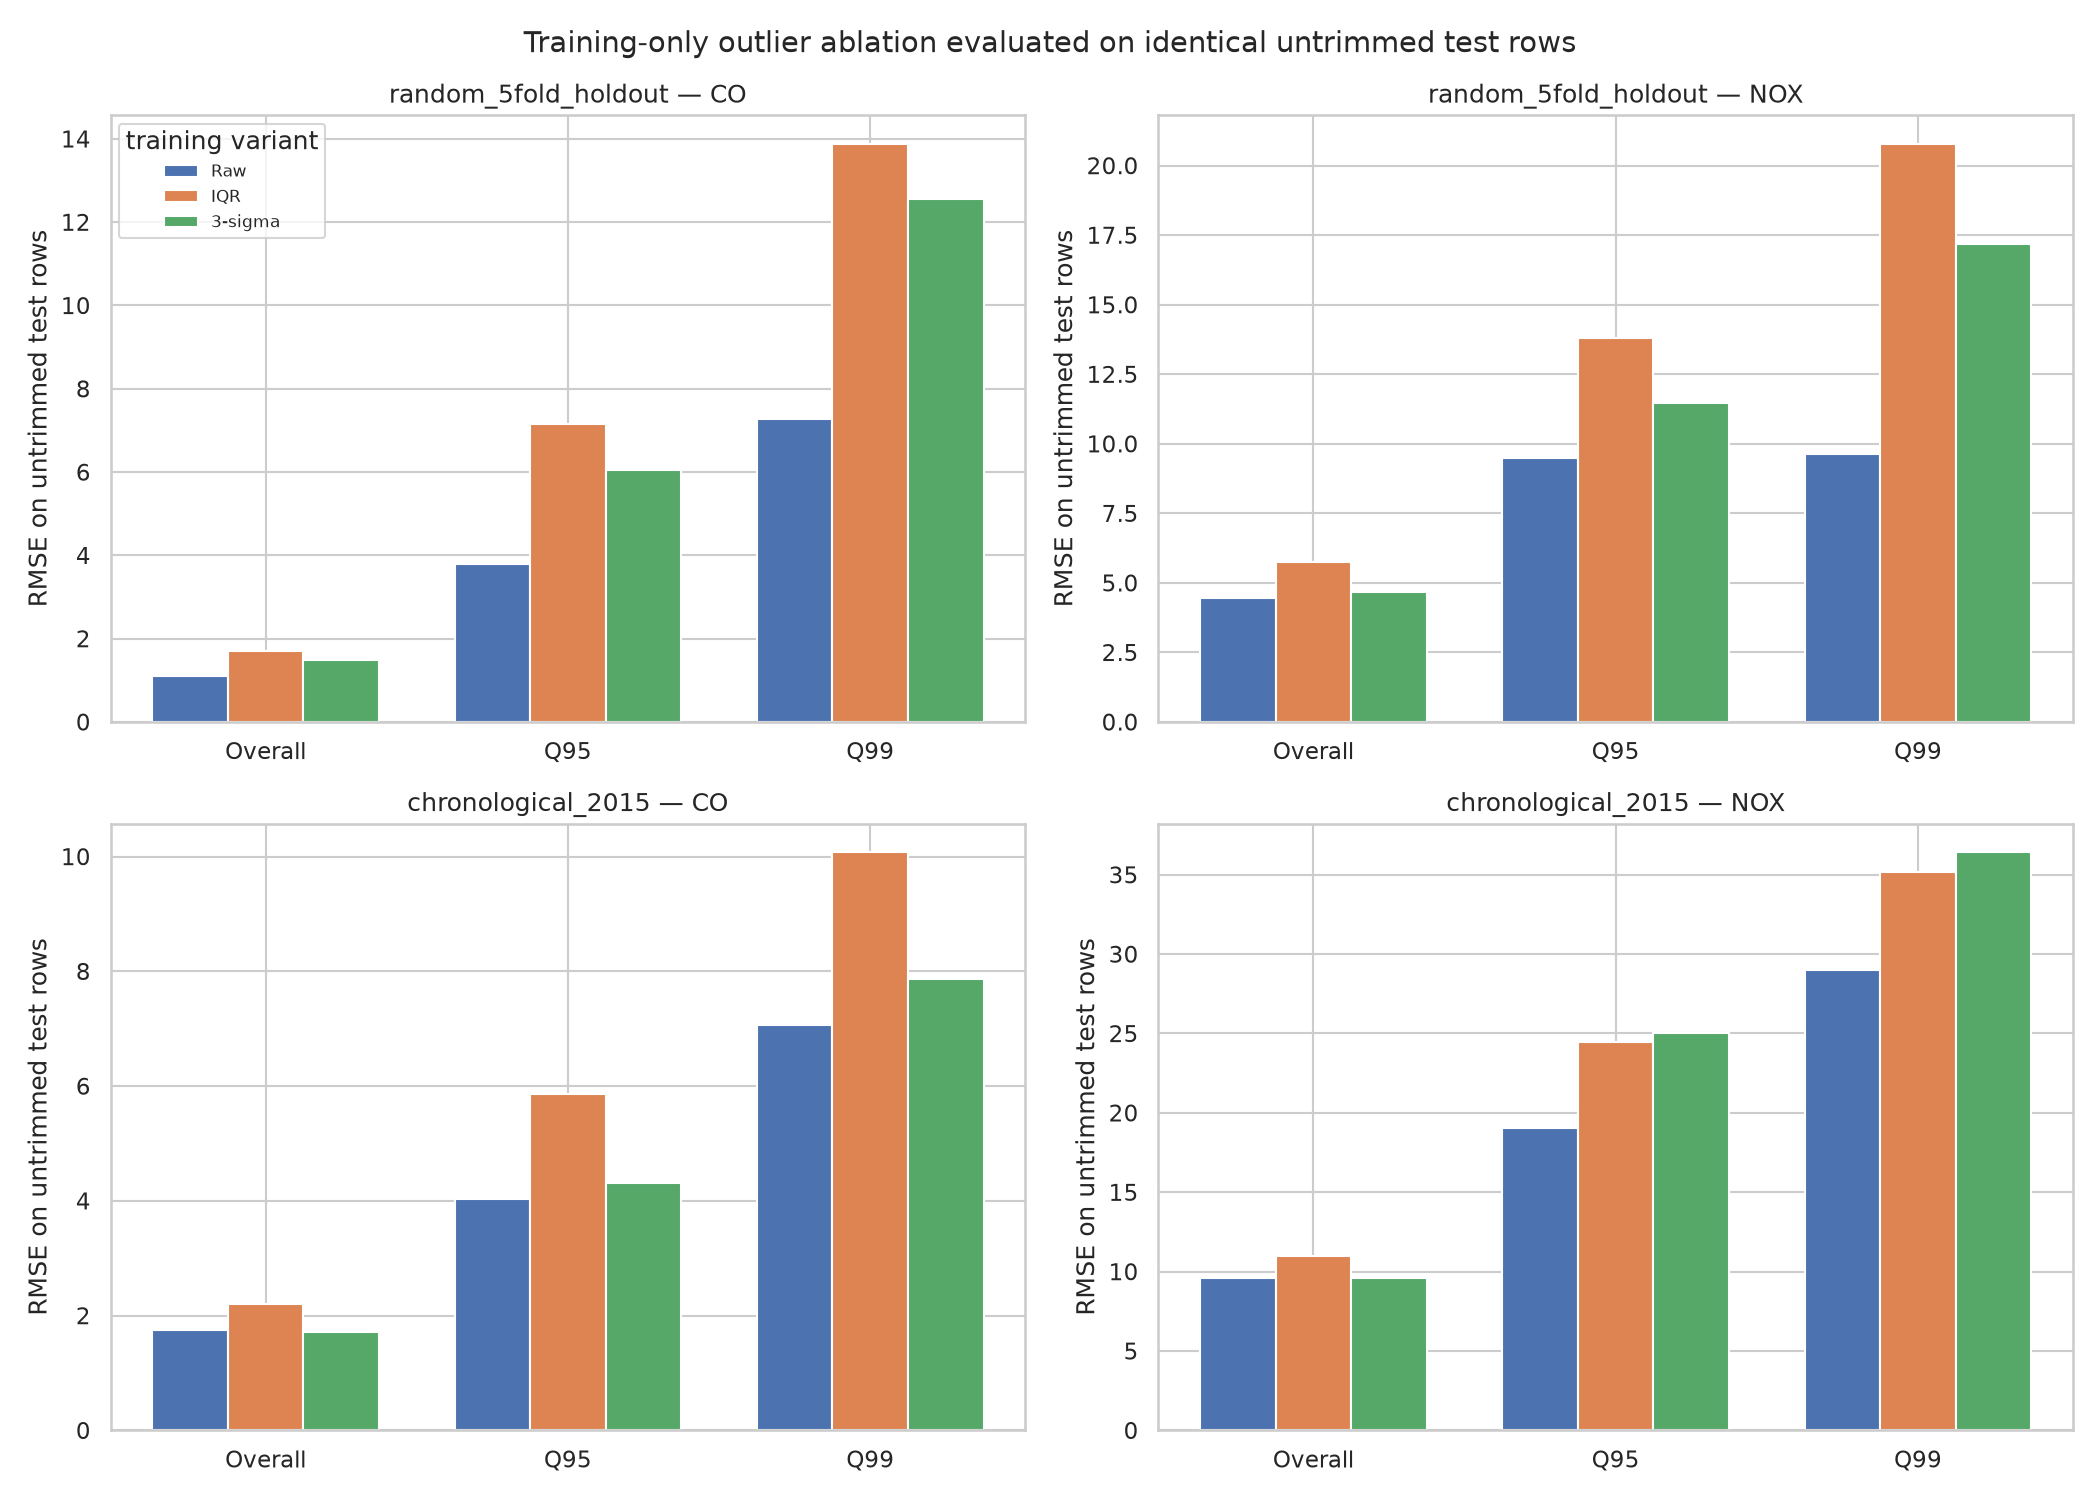 Training-only outlier ablation evaluated on identical untrimmed test rows
random_5fold_holdout — CO
RMSE on untrimmed test rows
14
12
10
8
6
4
2
0
training variant
Raw
IQR
3-sigma
Overall
Q95
Q99
random_5fold_holdout — NOX
RMSE on untrimmed test rows
20.0
17.5
15.0
12.5
10.0
7.5
5.0
2.5
0.0
Overall
Q95
Q99
chronological_2015 — CO
RMSE on untrimmed test rows
10
8
6
4
2
0
Overall
Q95
Q99
chronological_2015 — NOX
RMSE on untrimmed test rows
35
30
25
20
15
10
5
0
Overall
Q95
Q99